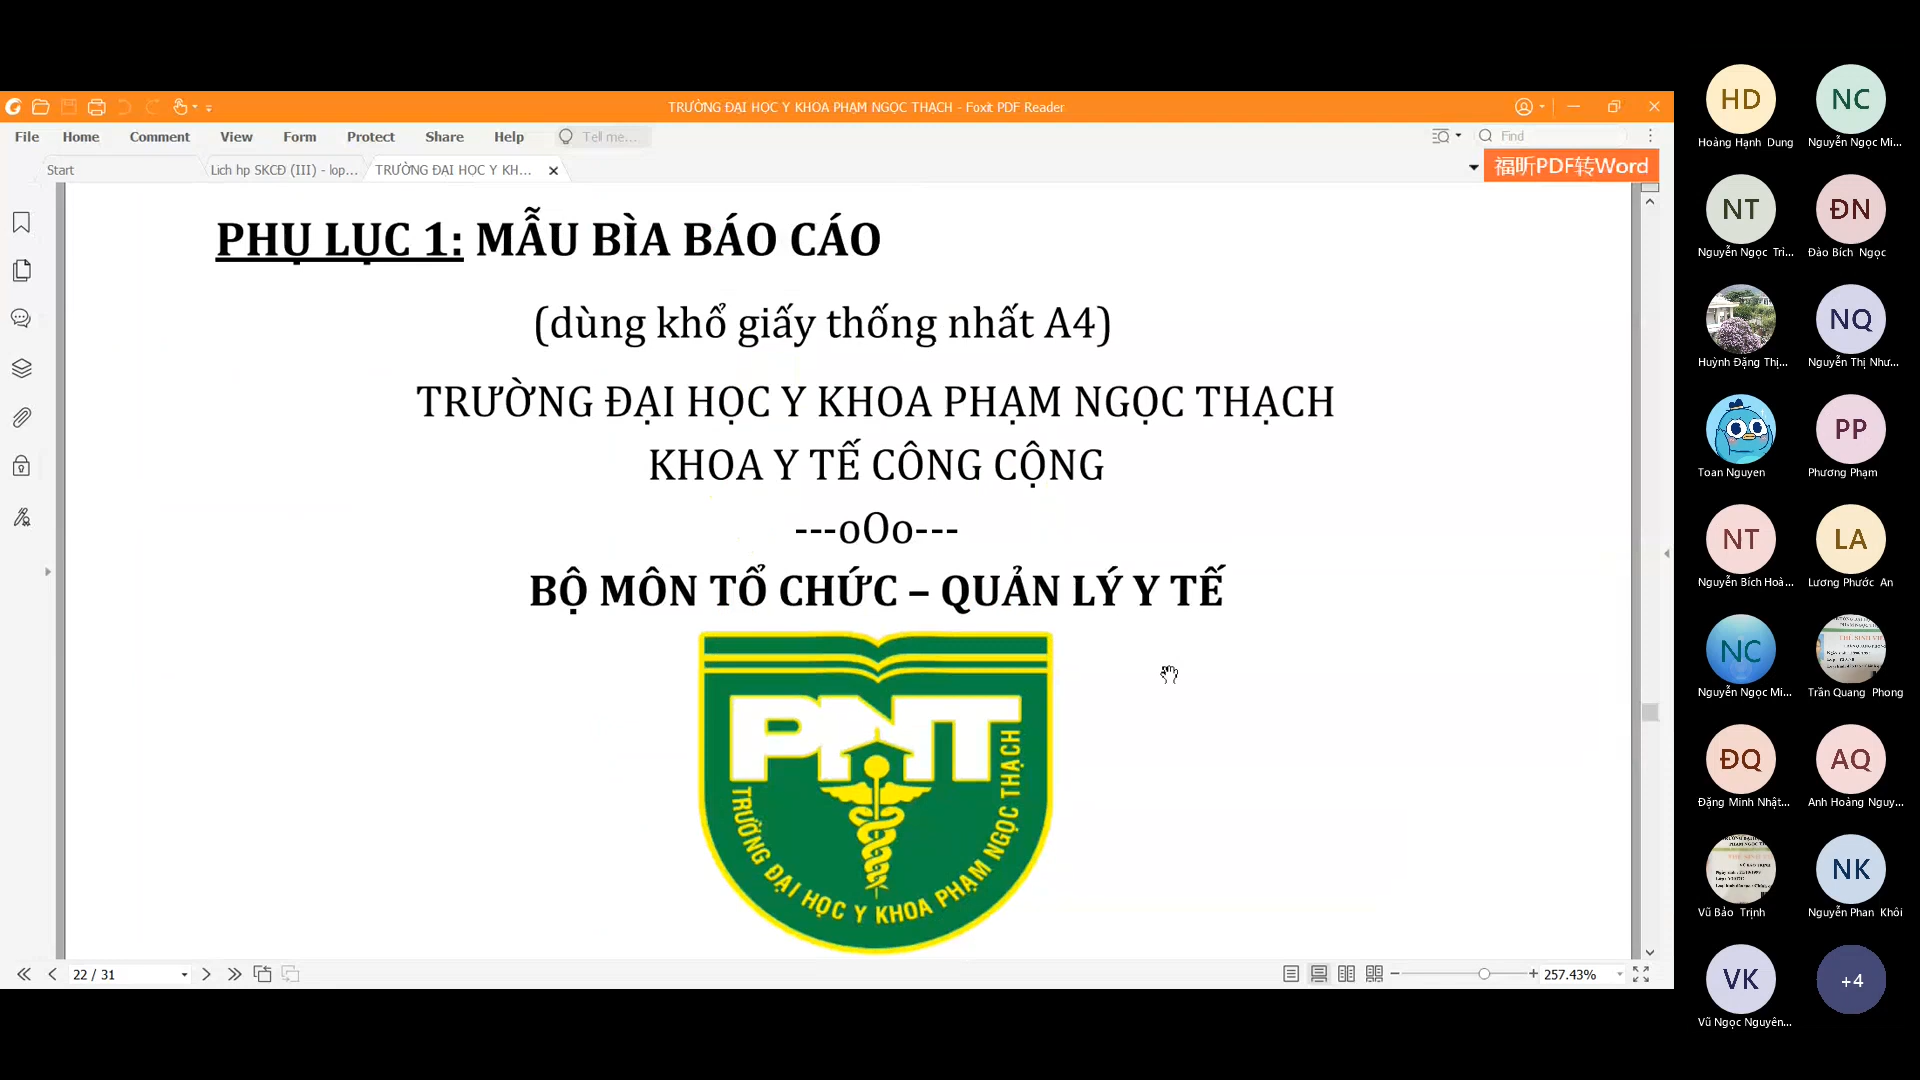 TRƯỜNG ĐẠI HỌC Y KHOA PHẠM NGỌC THẠCH - Foxit PDF Reader
File Home Comment View Form Protect Share Help Tell me... Find
Start Lich hp SKCĐ (III) - lop... TRƯỜNG ĐẠI HỌC Y KH... 福昕PDF转Word
PHỤ LỤC 1: MẪU BÌA BÁO CÁO
(dùng khổ giấy thống nhất A4)
TRƯỜNG ĐẠI HỌC Y KHOA PHẠM NGỌC THẠCH
KHOA Y TẾ CÔNG CỘNG
---oOo---
BỘ MÔN TỔ CHỨC – QUẢN LÝ Y TẾ
PNT
TRƯỜNG ĐẠI HỌC Y KHOA PHẠM NGỌC THẠCH
22 / 31
257.43%
HD NC
Hoàng Hạnh Dung Nguyễn Ngọc Mi...
NT ĐN
Nguyễn Ngọc Tri... Đào Bích Ngọc
NQ
Huỳnh Đặng Thị... Nguyễn Thị Như...
PP
Toan Nguyen Phương Phạm
NT LA
Nguyễn Bích Hoà... Lương Phước An
NC
Nguyễn Ngọc Mi... Trần Quang Phong
ĐQ AQ
Đặng Minh Nhật... Anh Hoàng Nguy...
NK
Vũ Bảo Trịnh Nguyễn Phan Khôi
VK +4
Vũ Ngọc Nguyên...